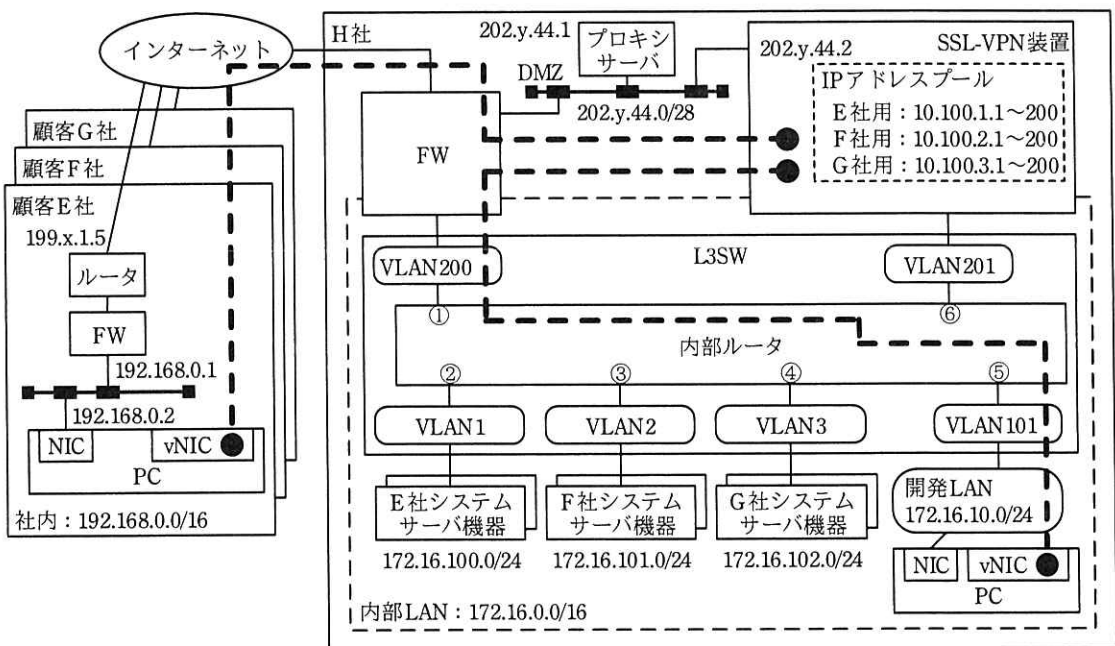 インターネット
H社
202.y.44.1
プロキシ
サーバ
202.y.44.2
SSL-VPN装置
DMZ
202.y.44.0/28
IPアドレスプール
E社用：10.100.1.1～200
F社用：10.100.2.1～200
G社用：10.100.3.1～200
FW
顧客G社
顧客F社
顧客E社
199.x.1.5
ルータ
FW
192.168.0.1
192.168.0.2
NIC
vNIC
PC
社内：192.168.0.0/16
VLAN200
L3SW
VLAN201
①
⑥
内部ルータ
②
③
④
⑤
VLAN1
VLAN2
VLAN3
VLAN101
E社システム
サーバ機器
F社システム
サーバ機器
G社システム
サーバ機器
開発LAN
172.16.10.0/24
172.16.100.0/24
172.16.101.0/24
172.16.102.0/24
NIC
vNIC
PC
内部LAN：172.16.0.0/16